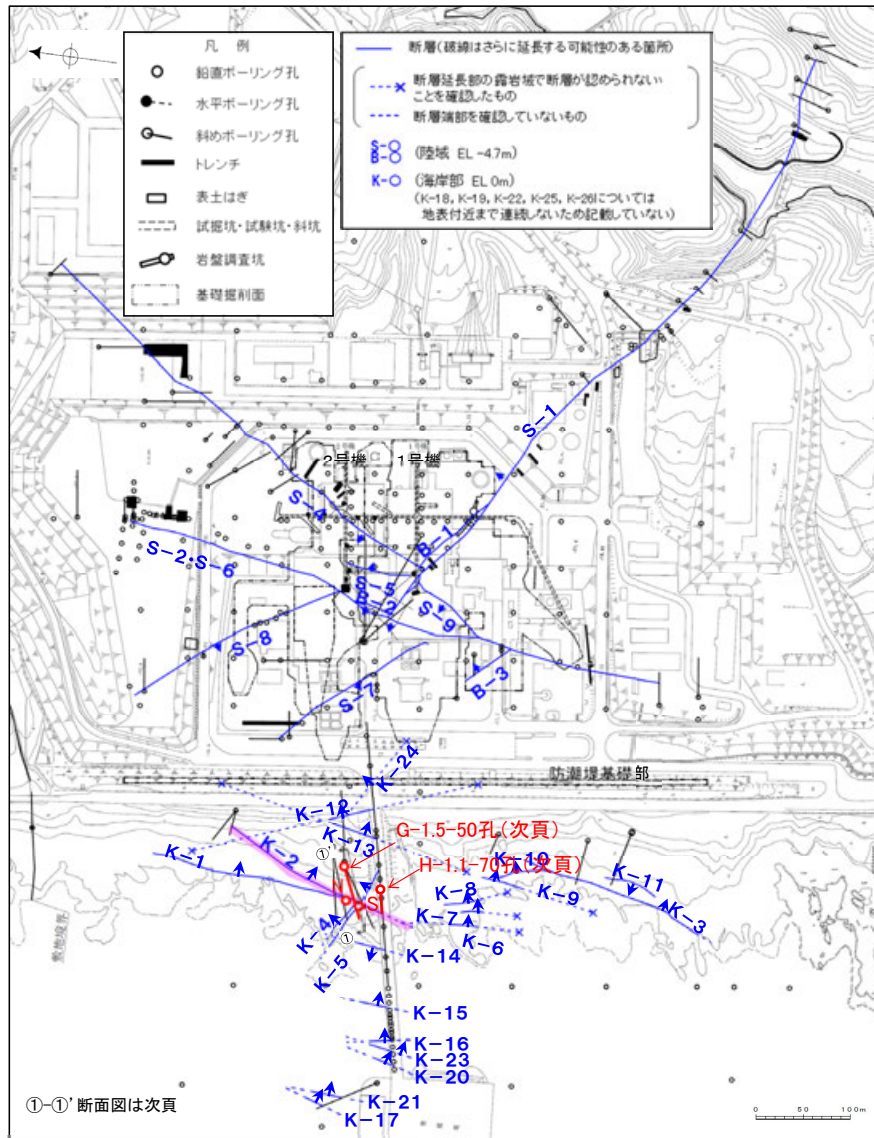 凡 例
鉛直ボーリング孔
水平ボーリング孔
斜めボーリング孔
トレンチ
表土はぎ
試掘坑・試験坑・斜坑
岩盤調査坑
基礎掘削面
断層(破線はさらに延長する可能性のある箇所)
断層延長部の露岩域で断層が認められない
ことを確認したもの
断層端部を確認していないもの
S-○
B-○
(陸域 EL -4.7m)
K-○
(海岸部 EL 0m)
(K-18, K-19, K-22, K-25, K-26については
地表付近まで連続しないため記載していない)
S-1
2号機
1号機
S-4
B-1
S-2・S-6
S-5
B-2
S-9
S-8
S-7
B-3
K-24
防潮堤基礎部
K-12
K-13
G-1.5-50孔(次頁)
K-1
K-2
①'
H-1.1-70孔(次頁)
K-10
K-11
K-8
K-9
N
S
K-7
K-3
K-4
①
K-6
K-5
K-14
敷地境界
K-15
K-16
K-23
K-20
K-21
K-17
①-①' 断面図は次頁
0 50 100m